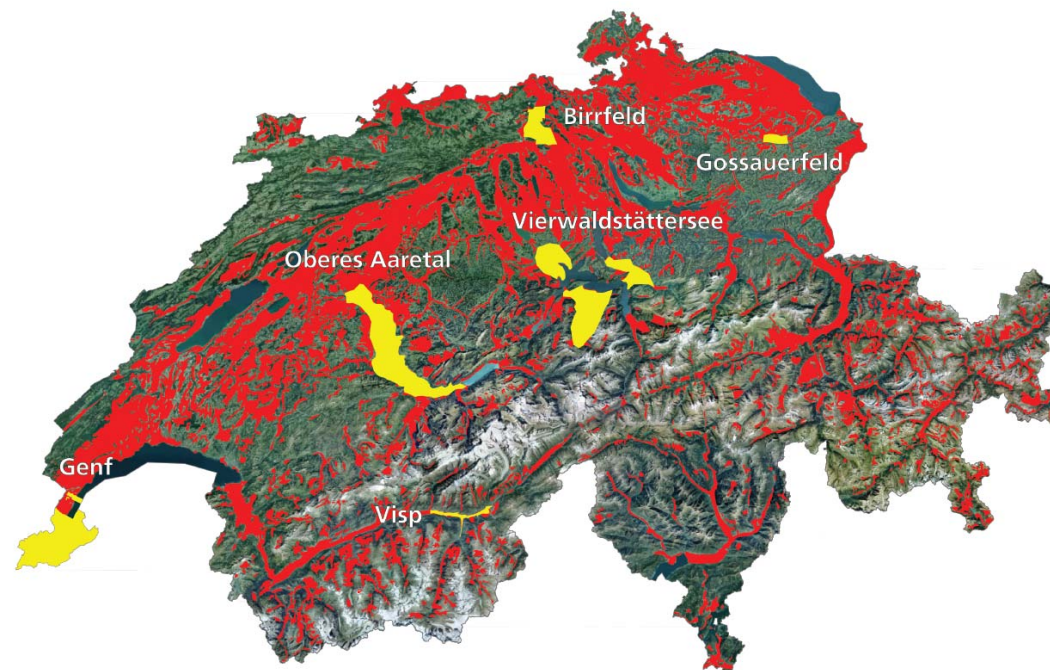 Birrfeld
Gossauerfeld
Vierwaldstättersee
Oberes Aaretal
Genf
Visp